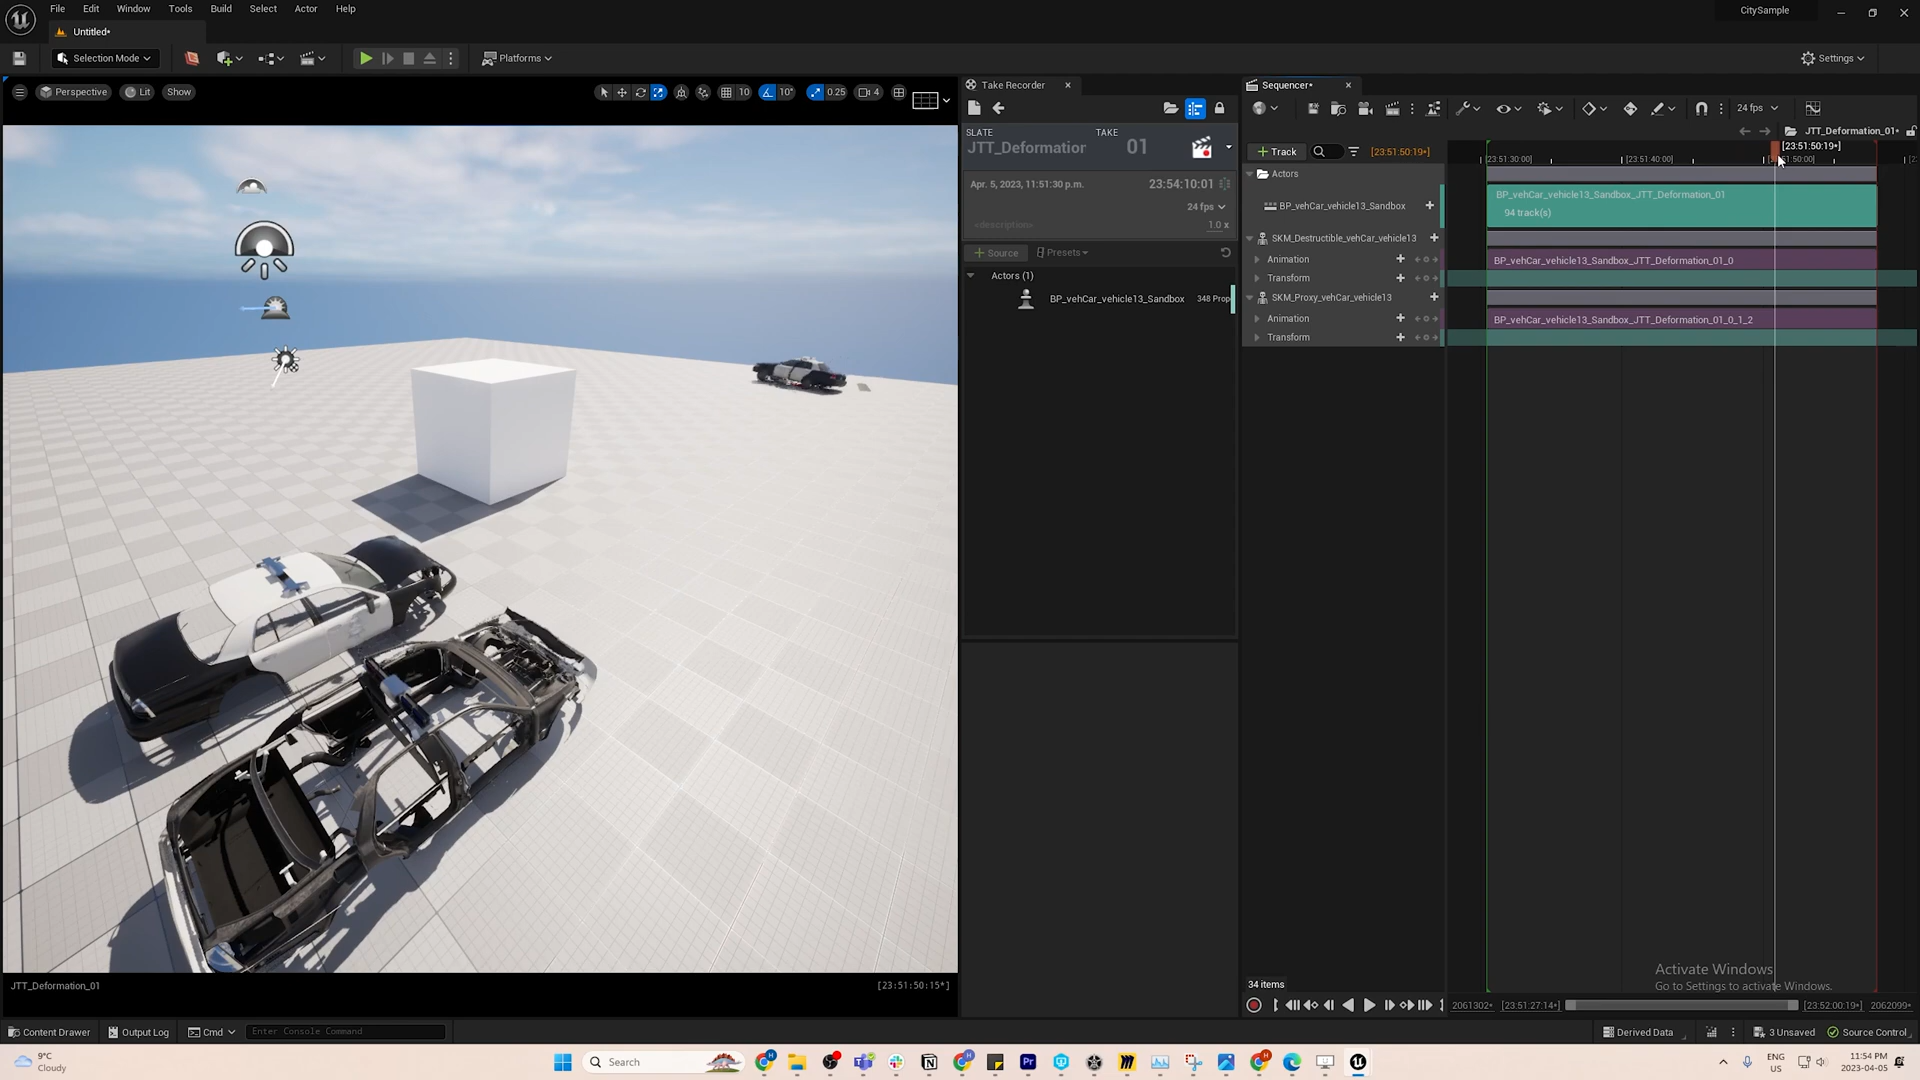 File Edit Window Tools Build Select Actor Help
CitySample
Untitled*
Selection Mode
Platforms
Settings
Perspective Lit Show
10 10° 0.25 4
Take Recorder
SLATE TAKE
JTT_Deformation 01
Apr. 5, 2023, 11:51:30 p.m. 23:54:10:01
24 fps
<description> 1.0 x
Source Presets
Actors (1)
BP_vehCar_vehicle13_Sandbox 348 Prop
Sequencer*
24 fps
JTT_Deformation_01*
+ Track [23:51:50:19*]
[23:51:50:19*]
[23:51:30:00] [23:51:40:00] [23:51:50:00]
Actors
BP_vehCar_vehicle13_Sandbox
BP_vehCar_vehicle13_Sandbox_JTT_Deformation_01
94 track(s)
SKM_Destructible_vehCar_vehicle13
Animation
BP_vehCar_vehicle13_Sandbox_JTT_Deformation_01_0
Transform
SKM_Proxy_vehCar_vehicle13
Animation
BP_vehCar_vehicle13_Sandbox_JTT_Deformation_01_0_1_2
Transform
Activate Windows
Go to Settings to activate Windows.
34 items
JTT_Deformation_01 [23:51:50:15*]
2061302* [23:51:27:14*] [23:52:00:19*] 2062099*
Content Drawer Output Log Cmd Enter Console Command
Derived Data 3 Unsaved Source Control
9°C
Cloudy
Search
ENG
US
11:54 PM
2023-04-05